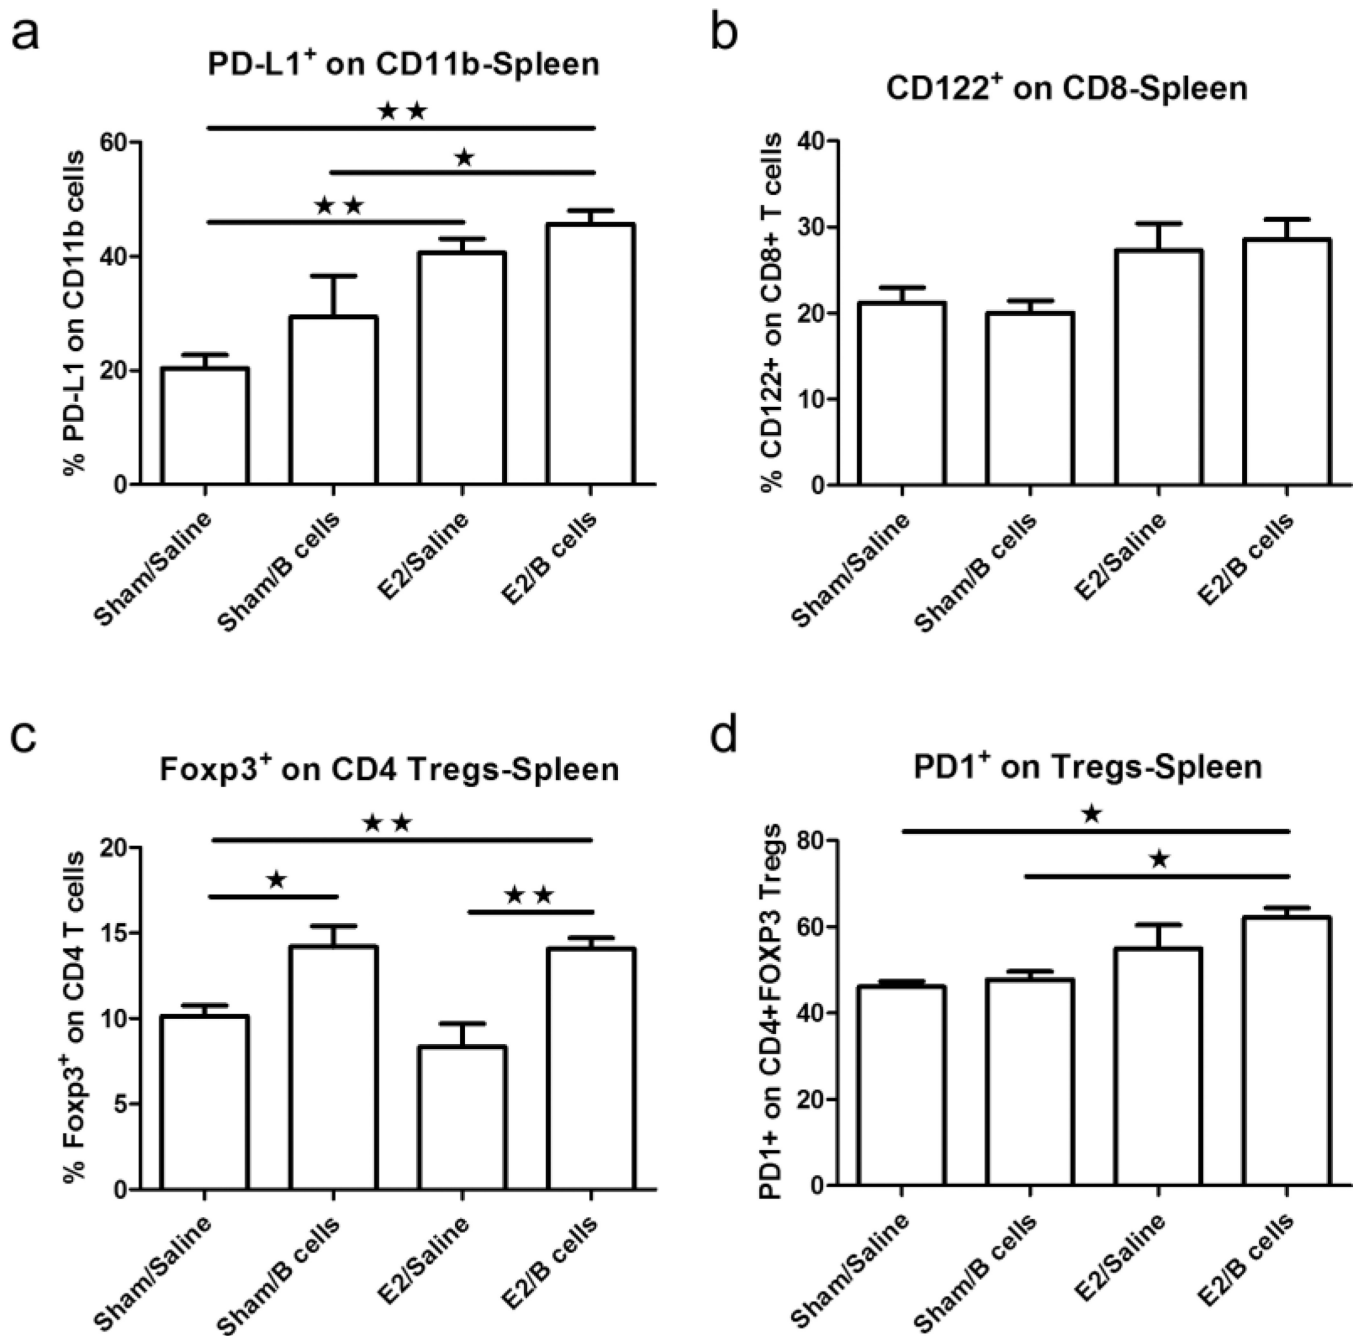 a
PD-L1⁺ on CD11b-Spleen
★★
★
★★
% PD-L1 on CD11b cells
60
40
20
0
Sham/Saline
Sham/B cells
E2/Saline
E2/B cells
b
CD122⁺ on CD8-Spleen
% CD122+ on CD8+ T cells
40
30
20
10
0
Sham/Saline
Sham/B cells
E2/Saline
E2/B cells
c
Foxp3⁺ on CD4 Tregs-Spleen
★★
★
★★
% Foxp3⁺ on CD4 T cells
20
15
10
5
0
Sham/Saline
Sham/B cells
E2/Saline
E2/B cells
d
PD1⁺ on Tregs-Spleen
★
★
PD1+ on CD4+FOXP3 Tregs
80
60
40
20
0
Sham/Saline
Sham/B cells
E2/Saline
E2/B cells